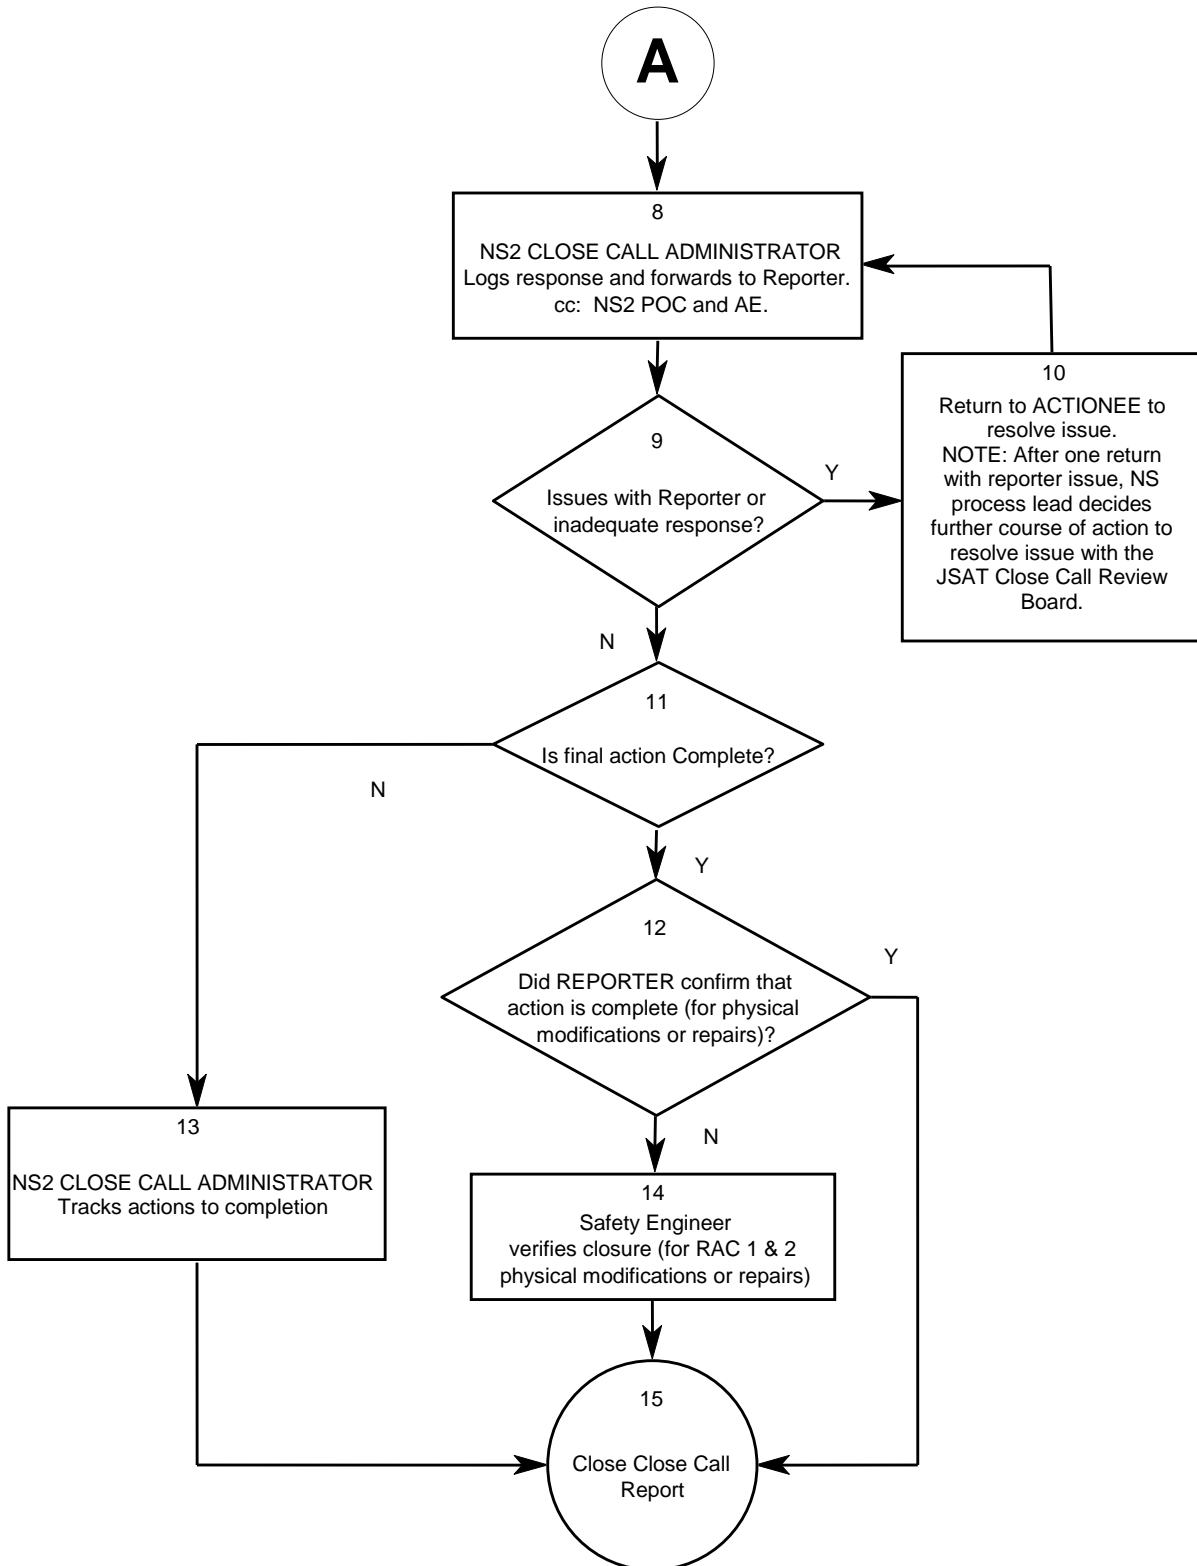 A
8
NS2 CLOSE CALL ADMINISTRATOR
Logs response and forwards to Reporter.
cc:  NS2 POC and AE.
10
Return to ACTIONEE to
resolve issue.
NOTE: After one return
with reporter issue, NS
process lead decides
further course of action to
resolve issue with the
JSAT Close Call Review
Board.
9
Issues with Reporter or
inadequate response?
Y
N
11
Is final action Complete?
N
Y
12
Did REPORTER confirm that
action is complete (for physical
modifications or repairs)?
Y
N
13
NS2 CLOSE CALL ADMINISTRATOR
Tracks actions to completion
14
Safety Engineer
verifies closure (for RAC 1 & 2
physical modifications or repairs)
15
Close Close Call
Report